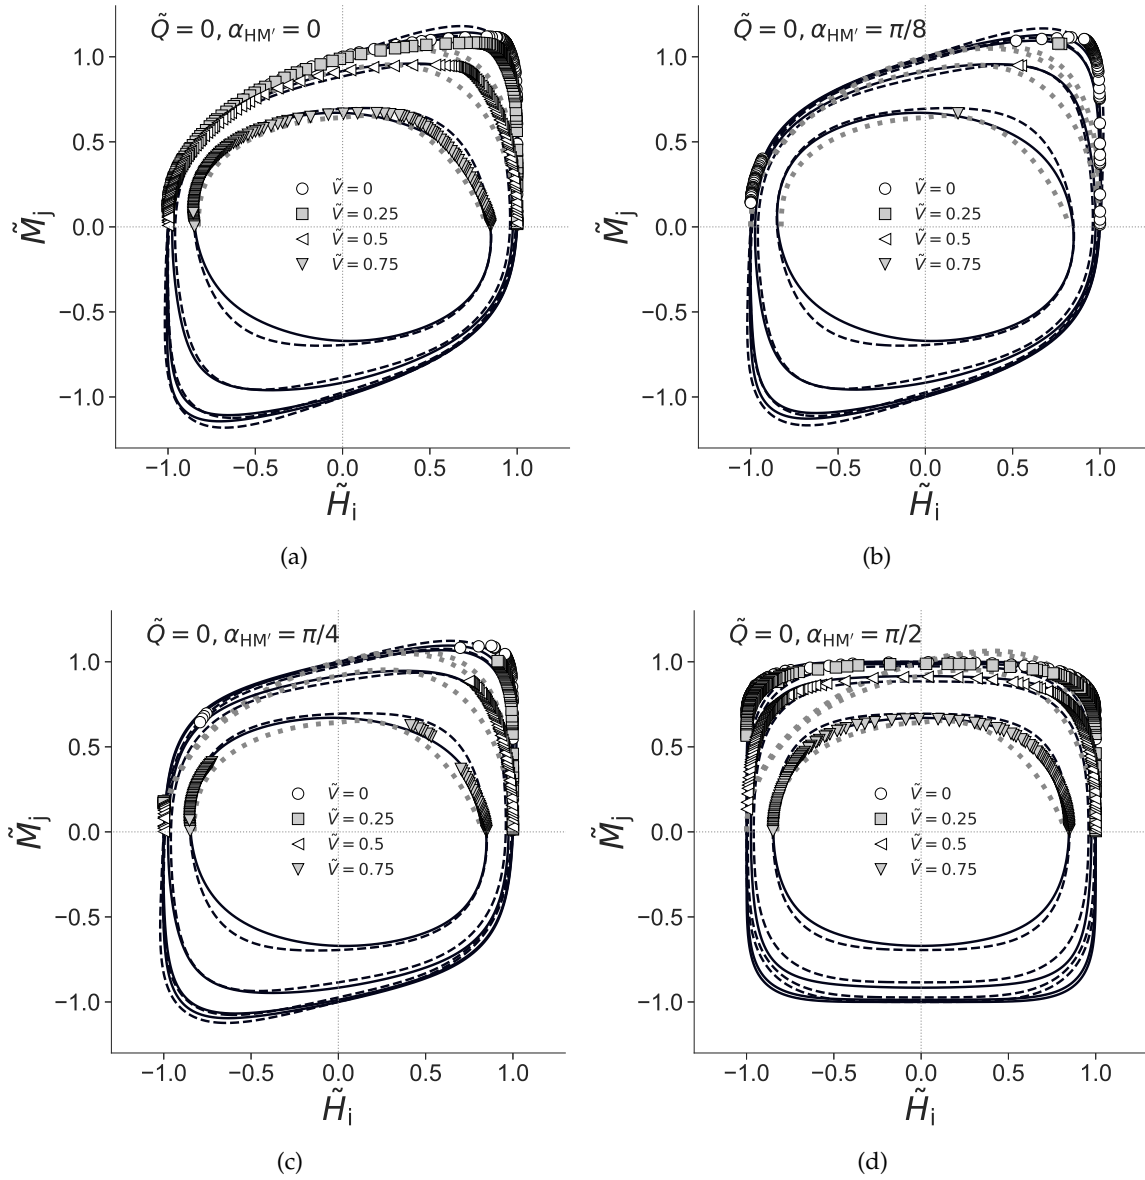 Q̃ = 0, α_HM′ = 0
1.0
0.5
0.0
−0.5
−1.0
M̃_j
Ṽ = 0
Ṽ = 0.25
Ṽ = 0.5
Ṽ = 0.75
−1.0 −0.5 0.0 0.5 1.0
H̃_i
(a)
Q̃ = 0, α_HM′ = π/8
1.0
0.5
0.0
−0.5
−1.0
M̃_j
Ṽ = 0
Ṽ = 0.25
Ṽ = 0.5
Ṽ = 0.75
−1.0 −0.5 0.0 0.5 1.0
H̃_i
(b)
Q̃ = 0, α_HM′ = π/4
1.0
0.5
0.0
−0.5
−1.0
M̃_j
Ṽ = 0
Ṽ = 0.25
Ṽ = 0.5
Ṽ = 0.75
−1.0 −0.5 0.0 0.5 1.0
H̃_i
(c)
Q̃ = 0, α_HM′ = π/2
1.0
0.5
0.0
−0.5
−1.0
M̃_j
Ṽ = 0
Ṽ = 0.25
Ṽ = 0.5
Ṽ = 0.75
−1.0 −0.5 0.0 0.5 1.0
H̃_i
(d)